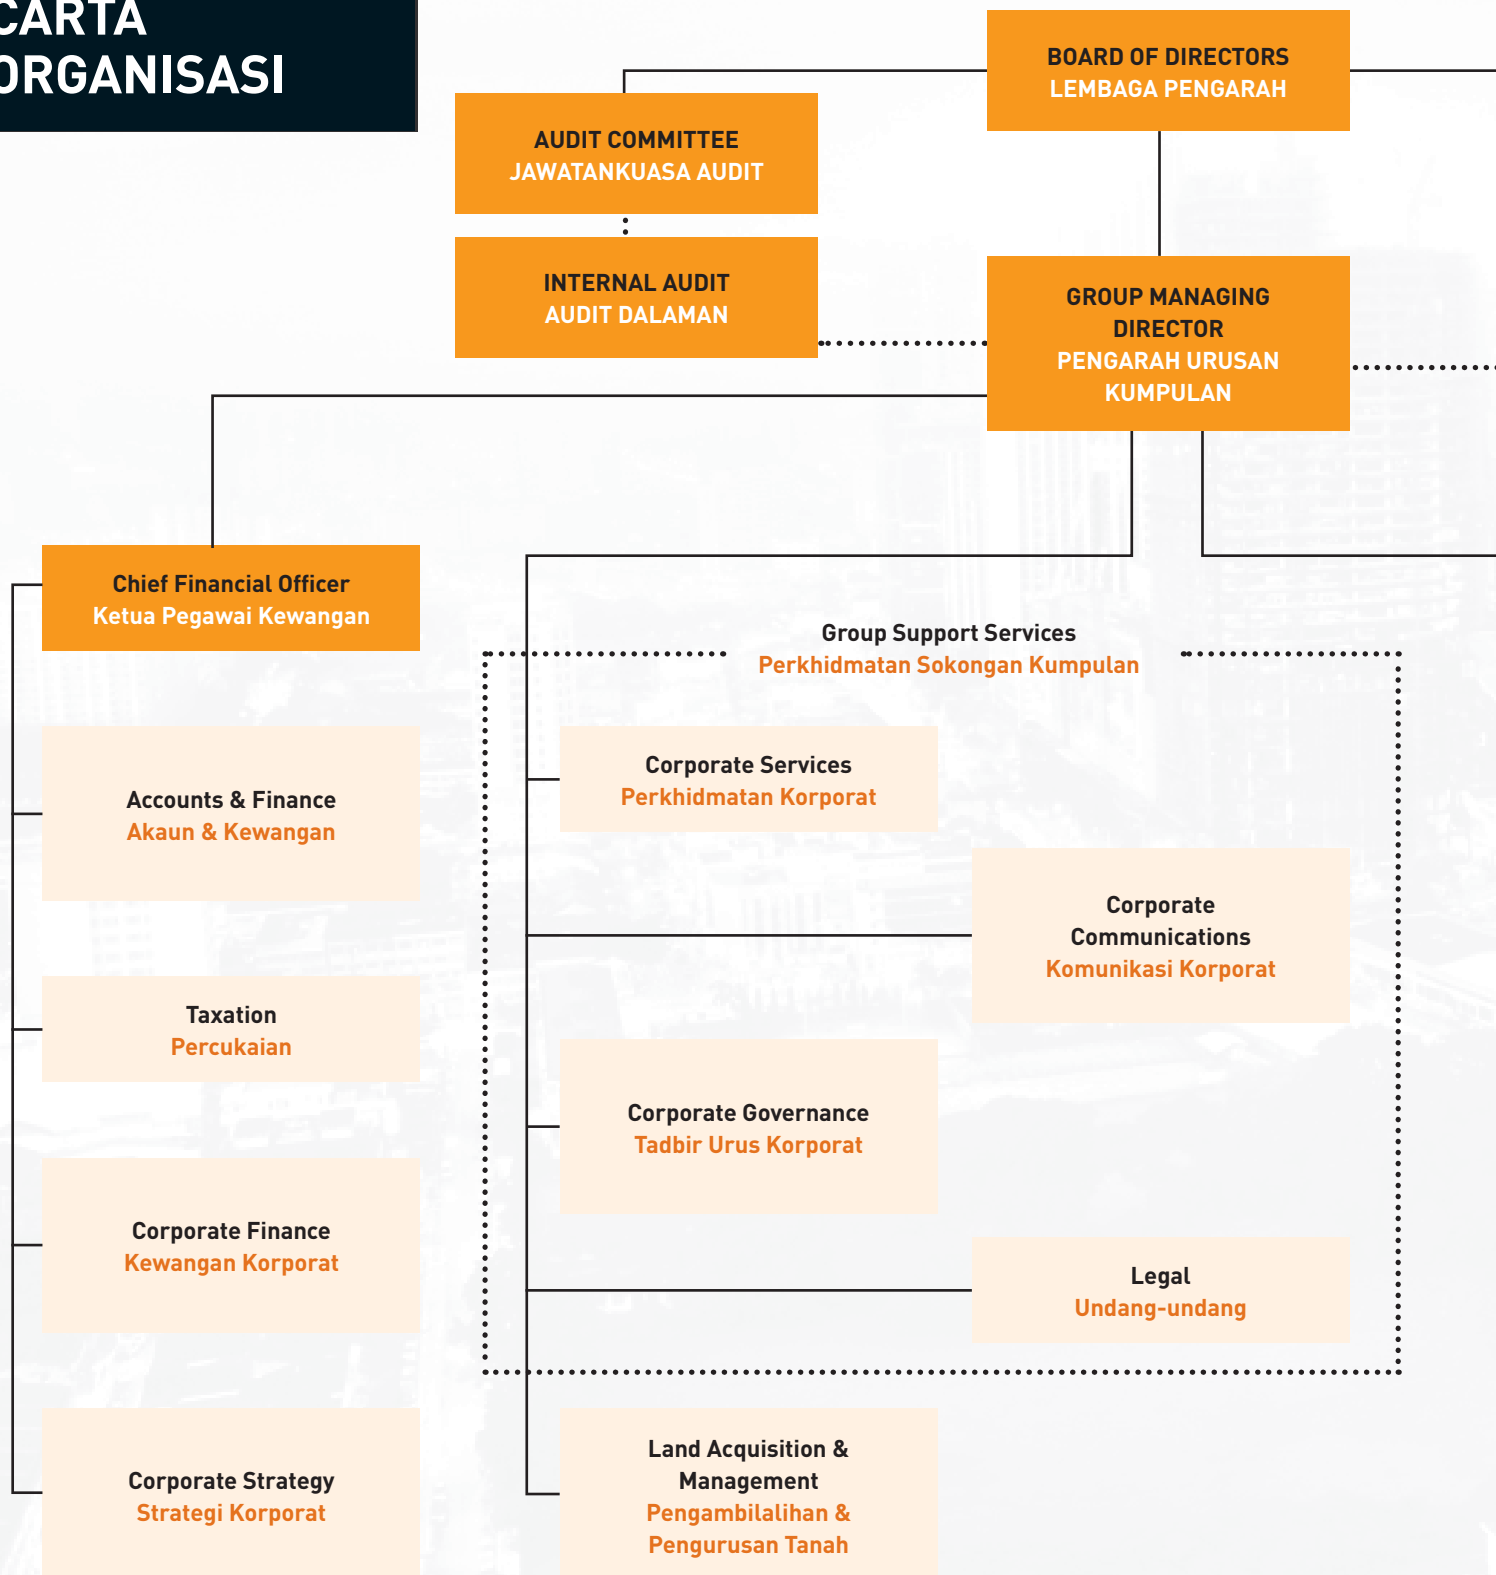 CARTA
ORGANISASI
BOARD OF DIRECTORS
LEMBAGA PENGARAH
AUDIT COMMITTEE
JAWATANKUASA AUDIT
INTERNAL AUDIT
AUDIT DALAMAN
GROUP MANAGING
DIRECTOR
PENGARAH URUSAN
KUMPULAN
Chief Financial Officer
Ketua Pegawai Kewangan
Accounts & Finance
Akaun & Kewangan
Taxation
Percukaian
Corporate Finance
Kewangan Korporat
Corporate Strategy
Strategi Korporat
Group Support Services
Perkhidmatan Sokongan Kumpulan
Corporate Services
Perkhidmatan Korporat
Corporate
Communications
Komunikasi Korporat
Corporate Governance
Tadbir Urus Korporat
Legal
Undang-undang
Land Acquisition &
Management
Pengambilalihan &
Pengurusan Tanah